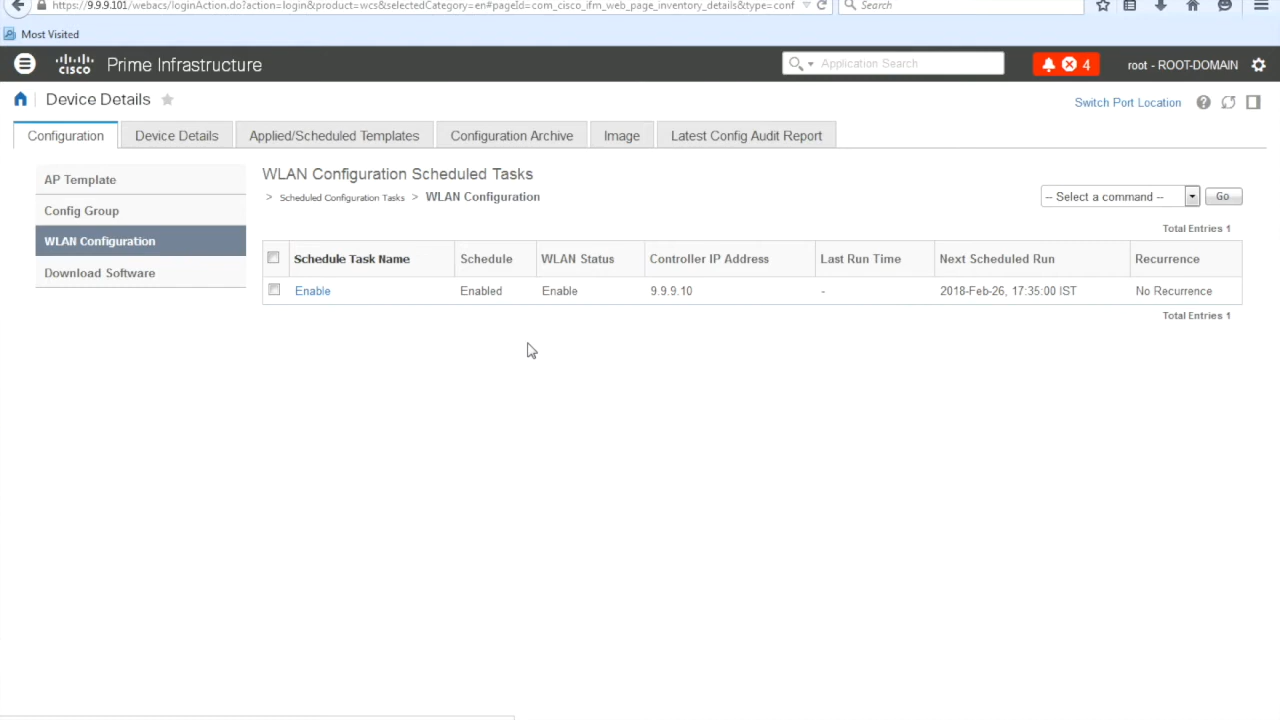 https://9.9.9.101/webacs/loginAction.do?action=login&product=wcs&selectedCategory=en#pageId=com_cisco_ifm_web_page_inventory_details&type=conf
Search
Most Visited
CISCO Prime Infrastructure
Application Search
4
root - ROOT-DOMAIN
Device Details
Switch Port Location
Configuration
Device Details
Applied/Scheduled Templates
Configuration Archive
Image
Latest Config Audit Report
AP Template
Config Group
WLAN Configuration
Download Software
WLAN Configuration Scheduled Tasks
> Scheduled Configuration Tasks > WLAN Configuration
-- Select a command --
Go
Total Entries 1
Schedule Task Name Schedule WLAN Status Controller IP Address Last Run Time Next Scheduled Run Recurrence
Enable Enabled Enable 9.9.9.10 - 2018-Feb-26, 17:35:00 IST No Recurrence
Total Entries 1